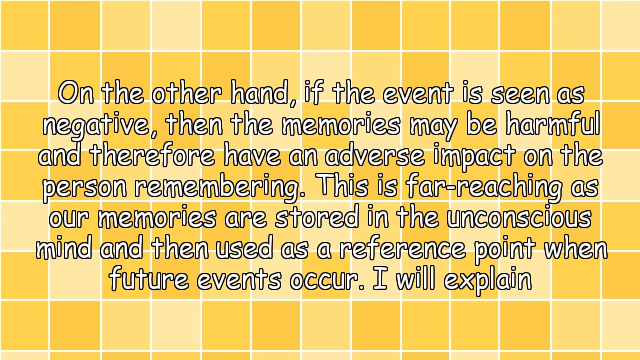 On the other hand, if the event is seen as
negative, then the memories may be harmful
and therefore have an adverse impact on the
person remembering. This is far-reaching as
our memories are stored in the unconscious
mind and then used as a reference point when
future events occur. I will explain